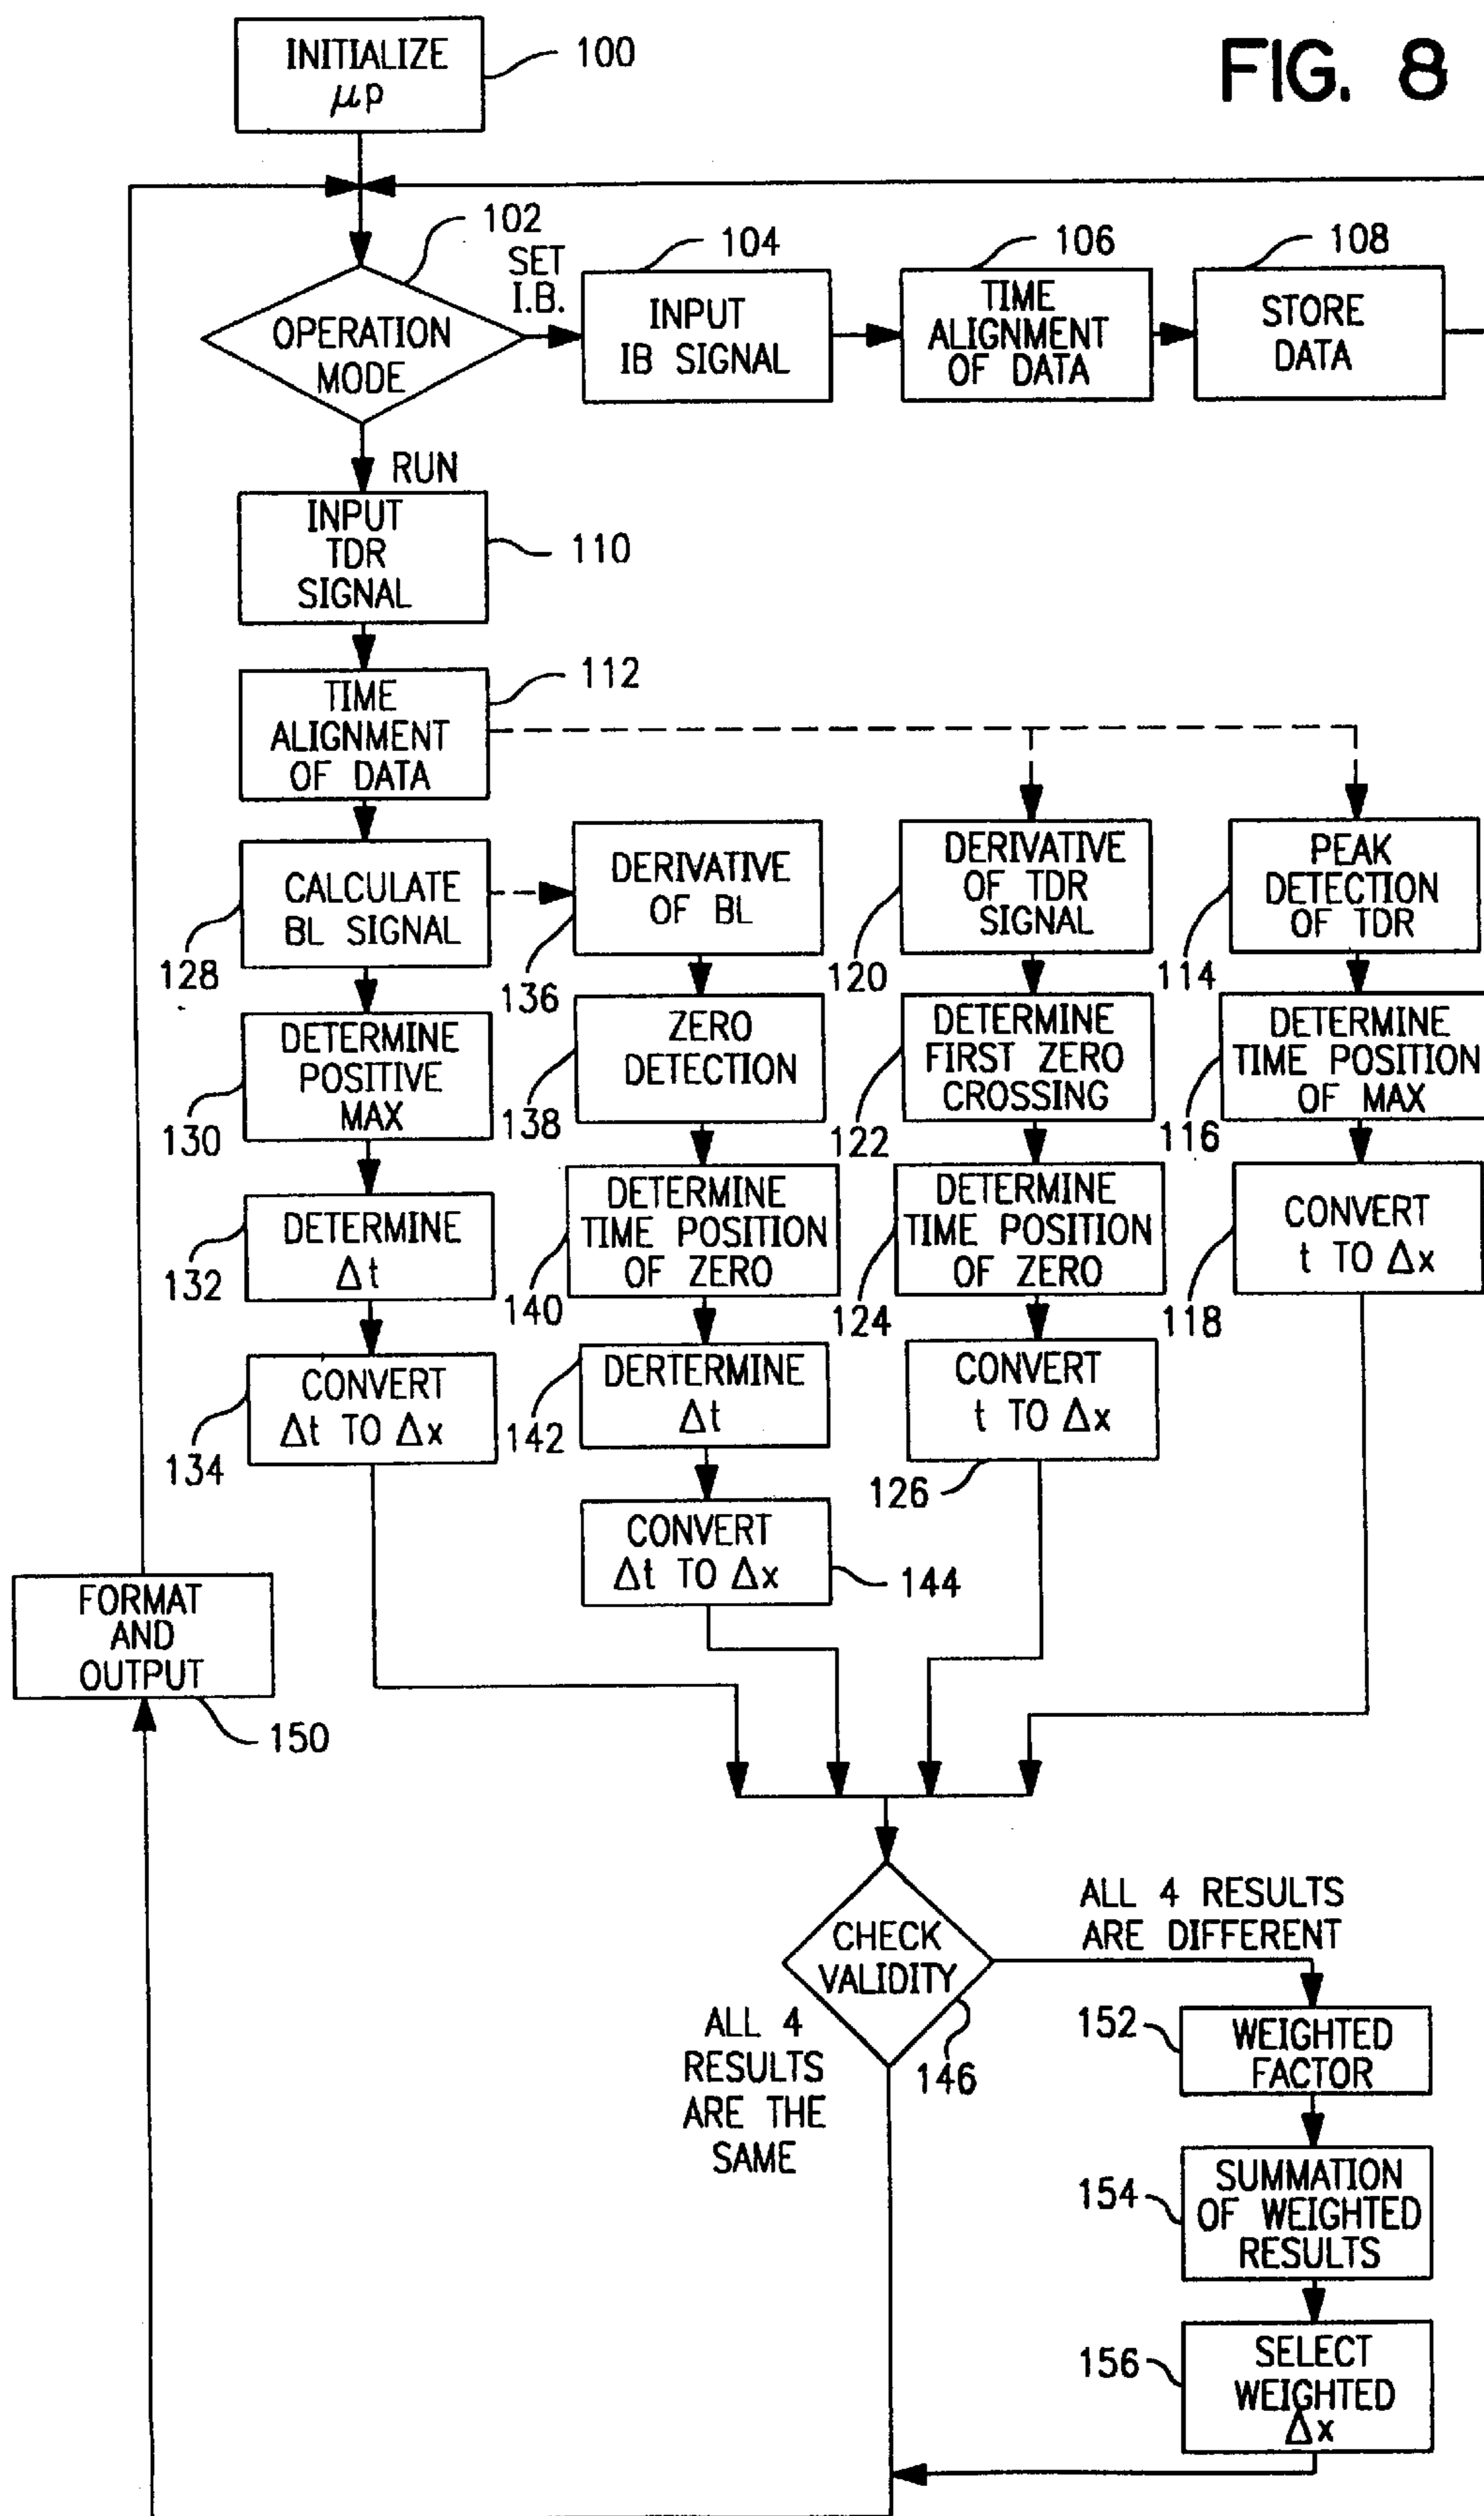 FIG. 8
INITIALIZE
μp
100
102
SET
I.B.
OPERATION
MODE
104
INPUT
IB SIGNAL
106
TIME
ALIGNMENT
OF DATA
108
STORE
DATA
RUN
INPUT
TDR
SIGNAL
110
TIME
ALIGNMENT
OF DATA
112
CALCULATE
BL SIGNAL
128
DETERMINE
POSITIVE
MAX
130
DETERMINE
Δt
132
CONVERT
Δt TO Δx
134
DERIVATIVE
OF BL
136
ZERO
DETECTION
138
DETERMINE
TIME POSITION
OF ZERO
140
DERTERMINE
Δt
142
CONVERT
Δt TO Δx
144
DERIVATIVE
OF TDR
SIGNAL
120
DETERMINE
FIRST ZERO
CROSSING
122
DETERMINE
TIME POSITION
OF ZERO
124
CONVERT
t TO Δx
126
PEAK
DETECTION
OF TDR
114
DETERMINE
TIME POSITION
OF MAX
116
CONVERT
t TO Δx
118
FORMAT
AND
OUTPUT
150
CHECK
VALIDITY
146
ALL 4 RESULTS
ARE DIFFERENT
ALL 4
RESULTS
ARE THE
SAME
152
WEIGHTED
FACTOR
154
SUMMATION
OF WEIGHTED
RESULTS
156
SELECT
WEIGHTED
Δx